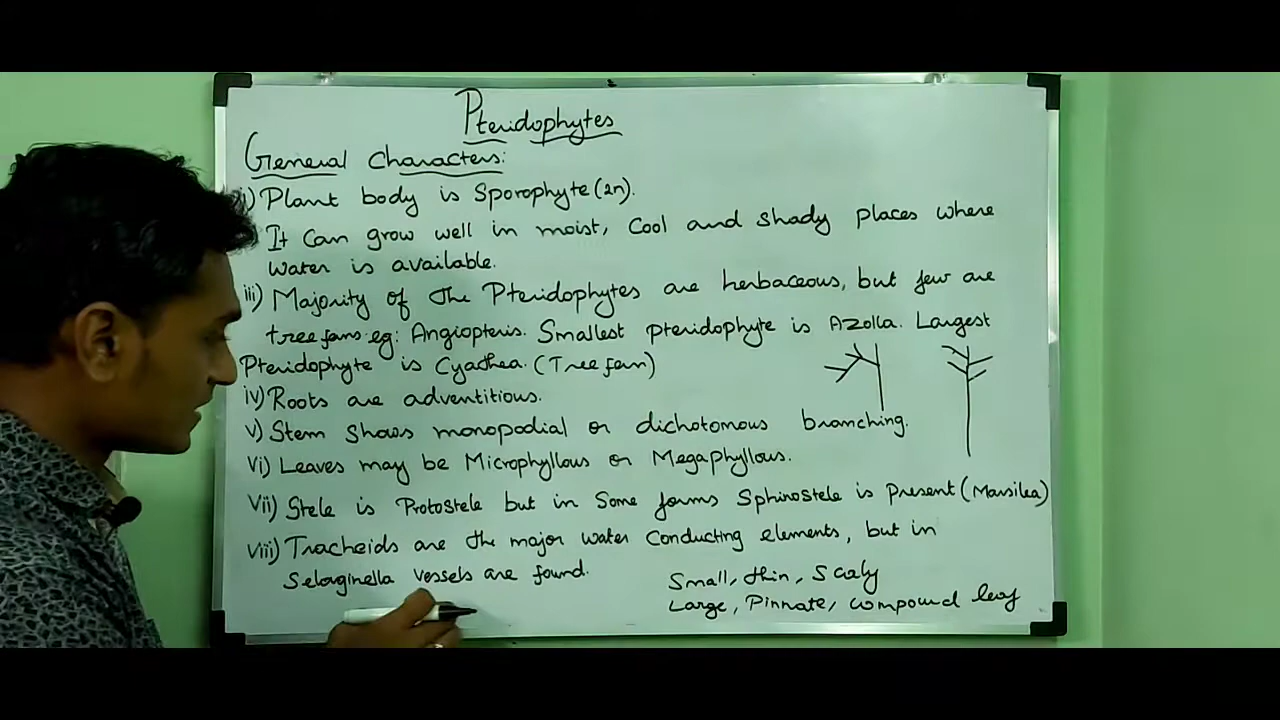 Pteridophytes
General characters:
i) Plant body is Sporophyte (2n).
It can grow well in moist, Cool and shady places where
water is available.
iii) Majority of the Pteridophytes are herbaceous, but few are
tree fans eg: Angiopteris. Smallest pteridophyte is Azolla. Largest
Pteridophyte is Cyathea. (Tree fern)
iv) Roots are adventitious.
v) Stem shows monopodial or dichotomous branching.
vi) Leaves may be Microphyllous or Megaphyllous.
vii) Stele is Protostele but in Some forms Sphinostele is present (Marsilea)
viii) Tracheids are the major water conducting elements, but in
Selarginella vessels are found.
Small, thin, Scaly
Large, Pinnate, compound leaf